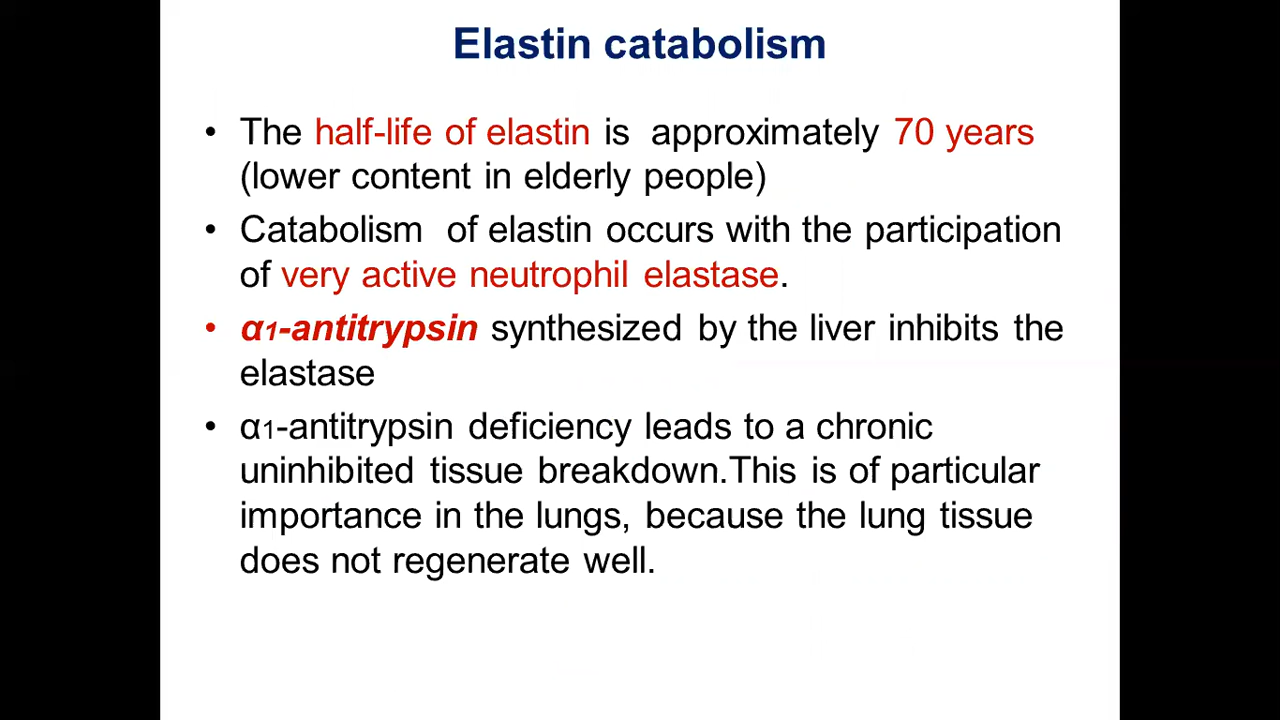 Elastin catabolism
• The half-life of elastin is approximately 70 years
(lower content in elderly people)
• Catabolism of elastin occurs with the participation
of very active neutrophil elastase.
• α1-antitrypsin synthesized by the liver inhibits the
elastase
• α1-antitrypsin deficiency leads to a chronic
uninhibited tissue breakdown.This is of particular
importance in the lungs, because the lung tissue
does not regenerate well.